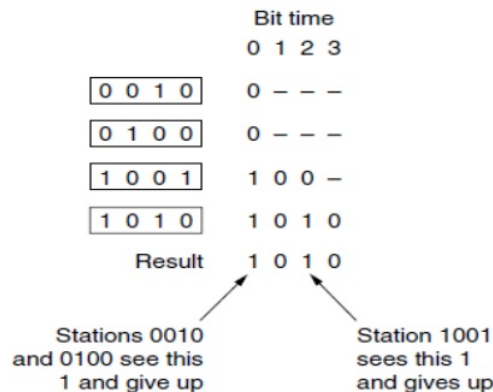 Bit time
0 1 2 3
0 0 1 0 0 – – –
0 1 0 0 0 – – –
1 0 0 1 1 0 0 –
1 0 1 0 1 0 1 0
Result 1 0 1 0
Stations 0010
and 0100 see this
1 and give up
Station 1001
sees this 1
and gives up